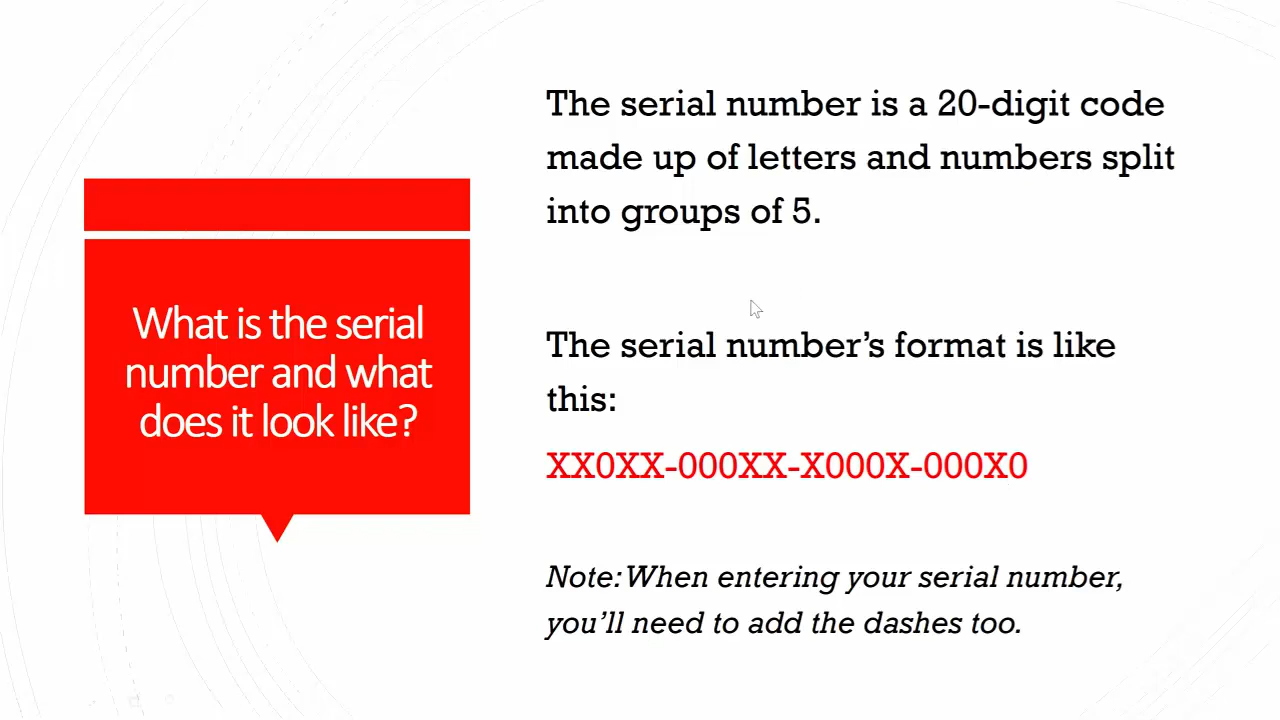 What is the serial
number and what
does it look like?
The serial number is a 20-digit code
made up of letters and numbers split
into groups of 5.
The serial number’s format is like
this:
XX0XX-000XX-X000X-000X0
Note: When entering your serial number,
you’ll need to add the dashes too.